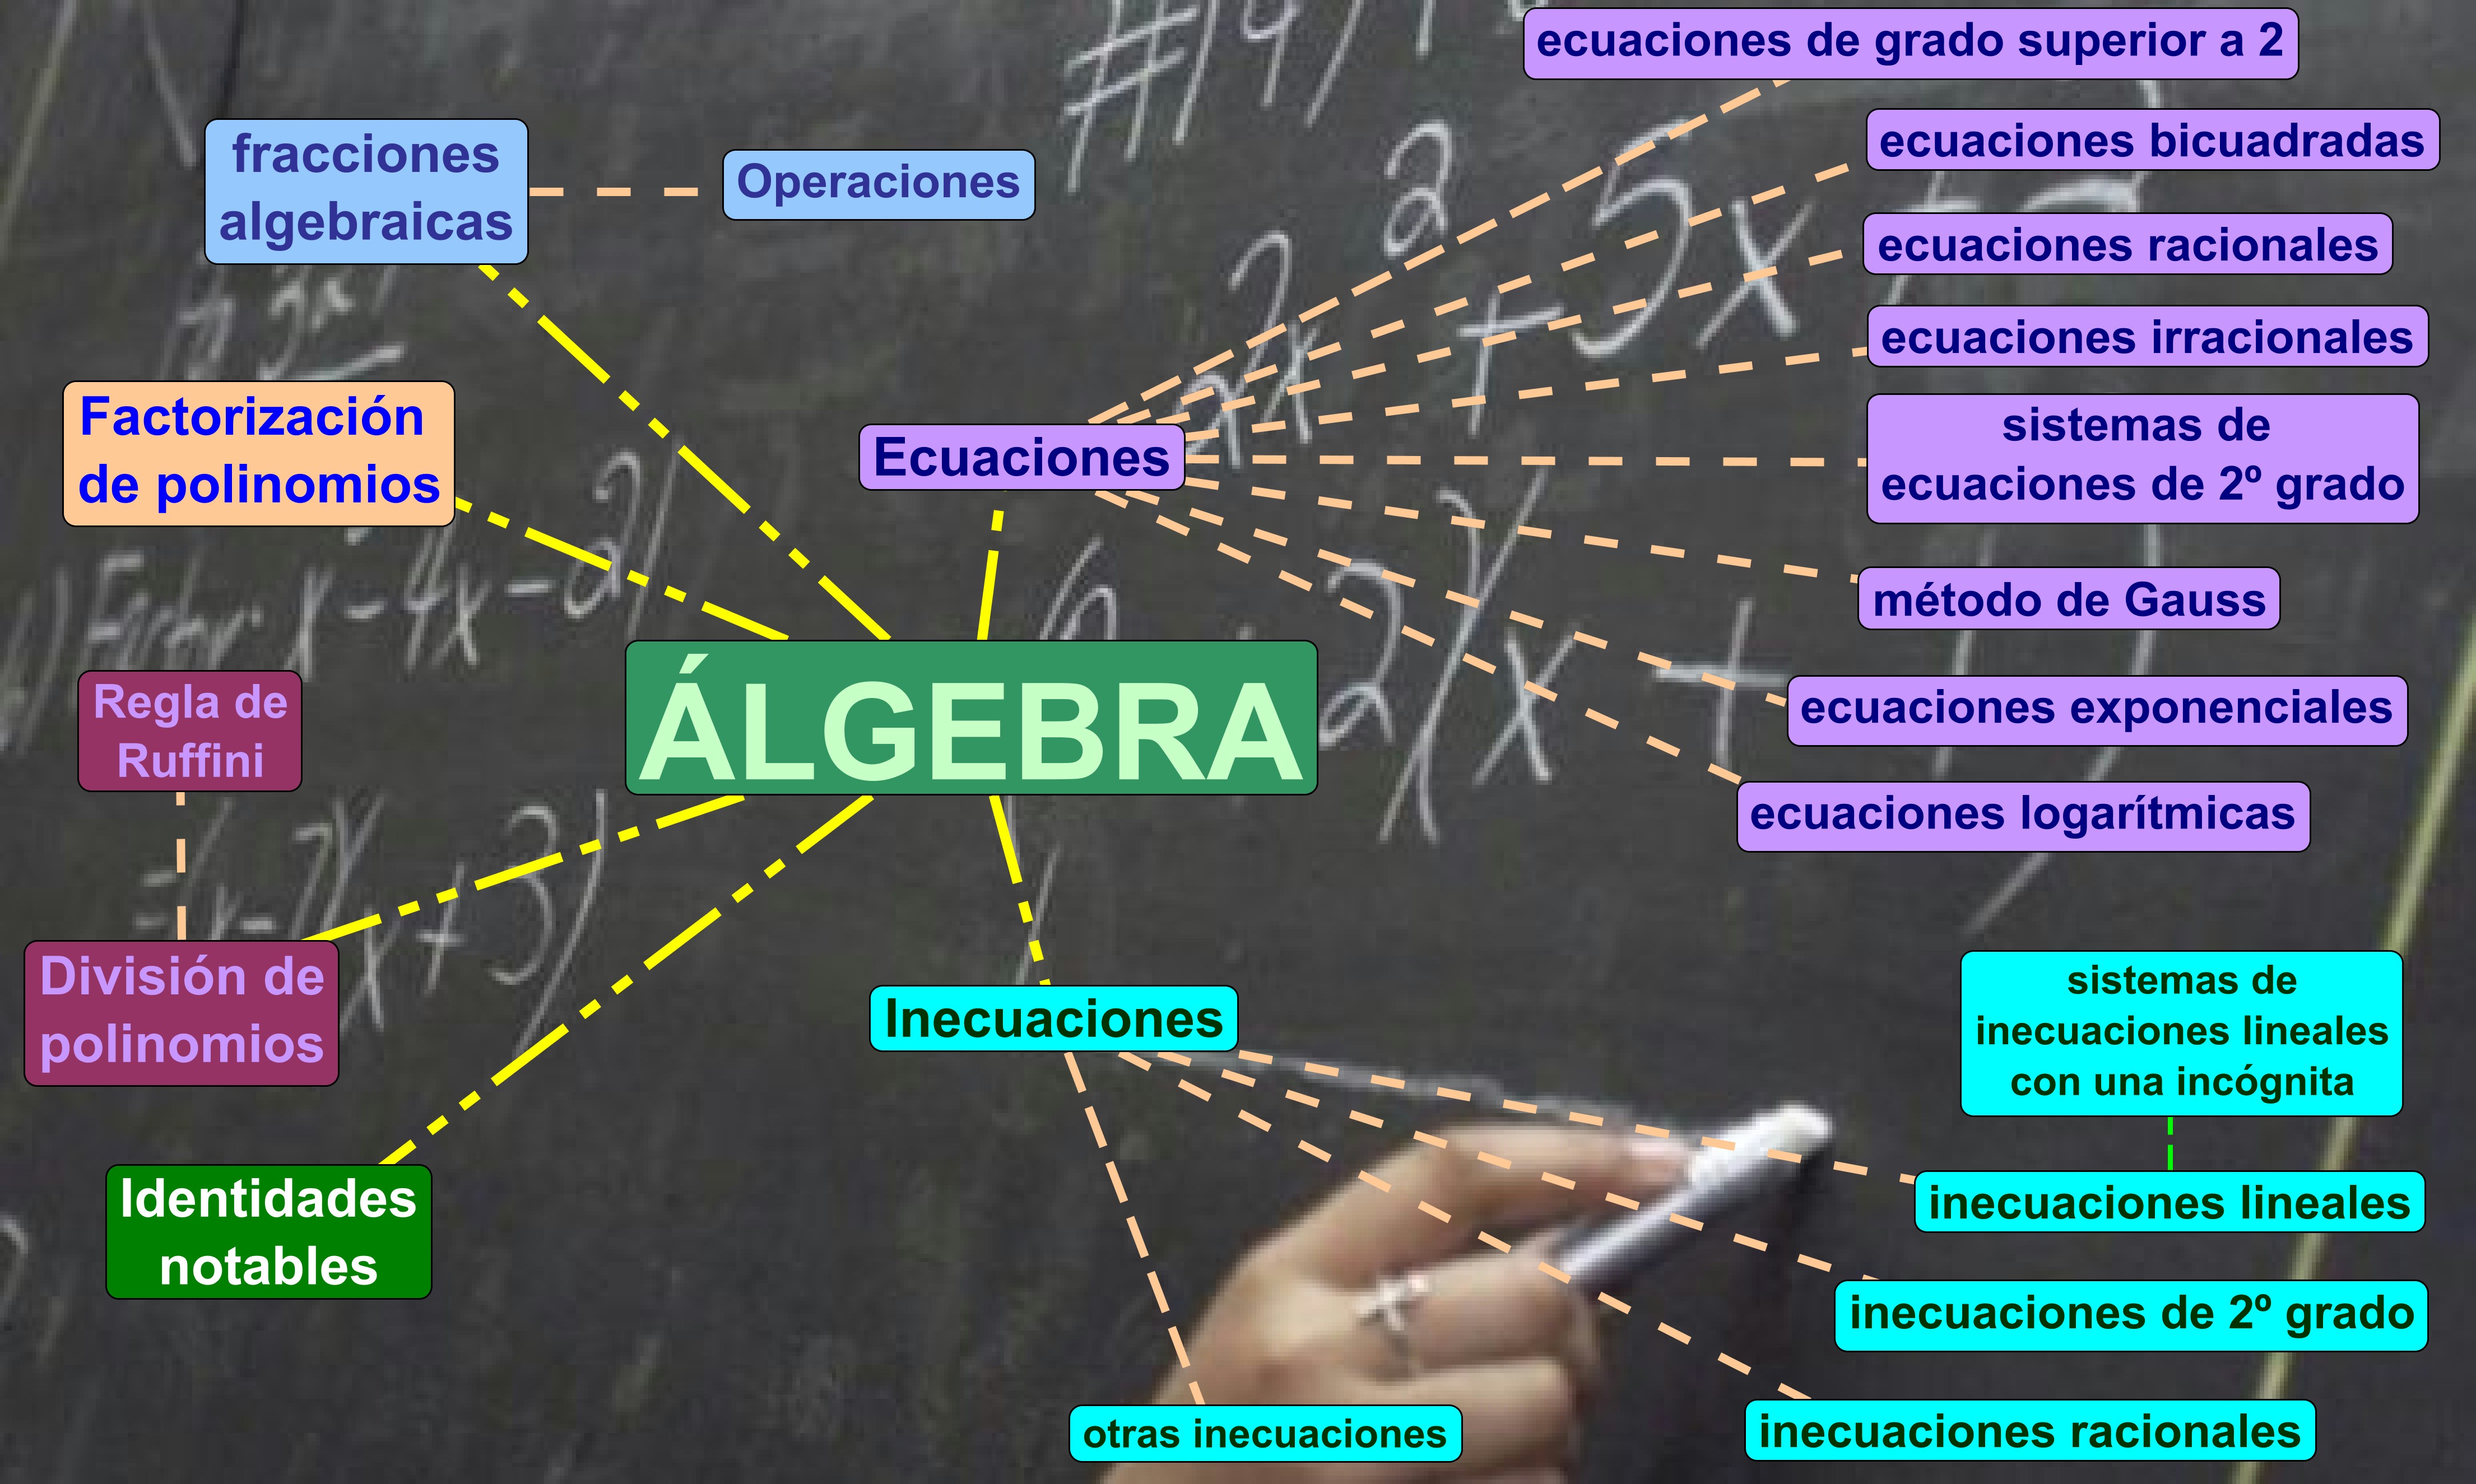 ecuaciones de grado superior a 2
ecuaciones bicuadradas
fracciones
algebraicas
Operaciones
ecuaciones racionales
ecuaciones irracionales
Factorización
de polinomios
Ecuaciones
sistemas de
ecuaciones de 2º grado
método de Gauss
Regla de
Ruffini
ÁLGEBRA
ecuaciones exponenciales
ecuaciones logarítmicas
División de
polinomios
Inecuaciones
sistemas de
inecuaciones lineales
con una incógnita
Identidades
notables
inecuaciones lineales
inecuaciones de 2º grado
otras inecuaciones
inecuaciones racionales